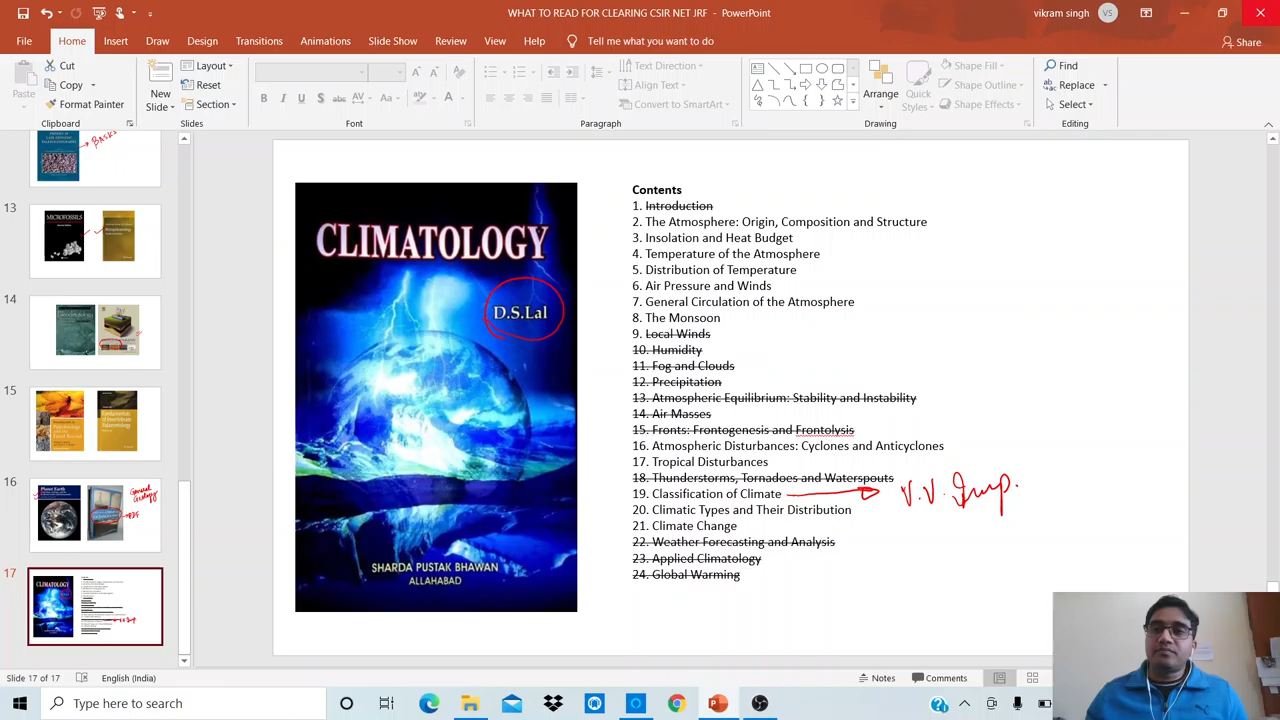 WHAT TO READ FOR CLEARING CSIR NET JRF - PowerPoint
vikram singh
VS
File
Home
Insert
Draw
Design
Transitions
Animations
Slide Show
Review
View
Help
Tell me what you want to do
Share
Paste
Cut
Copy
Format Painter
Clipboard
New
Slide
Layout
Reset
Section
Slides
Font
Text Direction
Align Text
Convert to SmartArt
Paragraph
Arrange
Quick
Styles
Shape Fill
Shape Outline
Shape Effects
Drawing
Find
Replace
Select
Editing
Basks
13
MICROFOSSILS
14
15
16
Planet Earth
General
Geology
17
CLIMATOLOGY
CLIMATOLOGY
D.S.Lal
SHARDA PUSTAK BHAWAN
ALLAHABAD
Contents
1. Introduction
2. The Atmosphere: Origin, Composition and Structure
3. Insolation and Heat Budget
4. Temperature of the Atmosphere
5. Distribution of Temperature
6. Air Pressure and Winds
7. General Circulation of the Atmosphere
8. The Monsoon
9. Local Winds
10. Humidity
11. Fog and Clouds
12. Precipitation
13. Atmospheric Equilibrium: Stability and Instability
14. Air Masses
15. Fronts: Frontogenesis and Frontolysis
16. Atmospheric Disturbances: Cyclones and Anticyclones
17. Tropical Disturbances
18. Thunderstorms, Tornadoes and Waterspouts
19. Classification of Climate
V.V. Imp.
20. Climatic Types and Their Distribution
21. Climate Change
22. Weather Forecasting and Analysis
23. Applied Climatology
24. Global Warming
Slide 17 of 17
English (India)
Notes
Comments
Type here to search